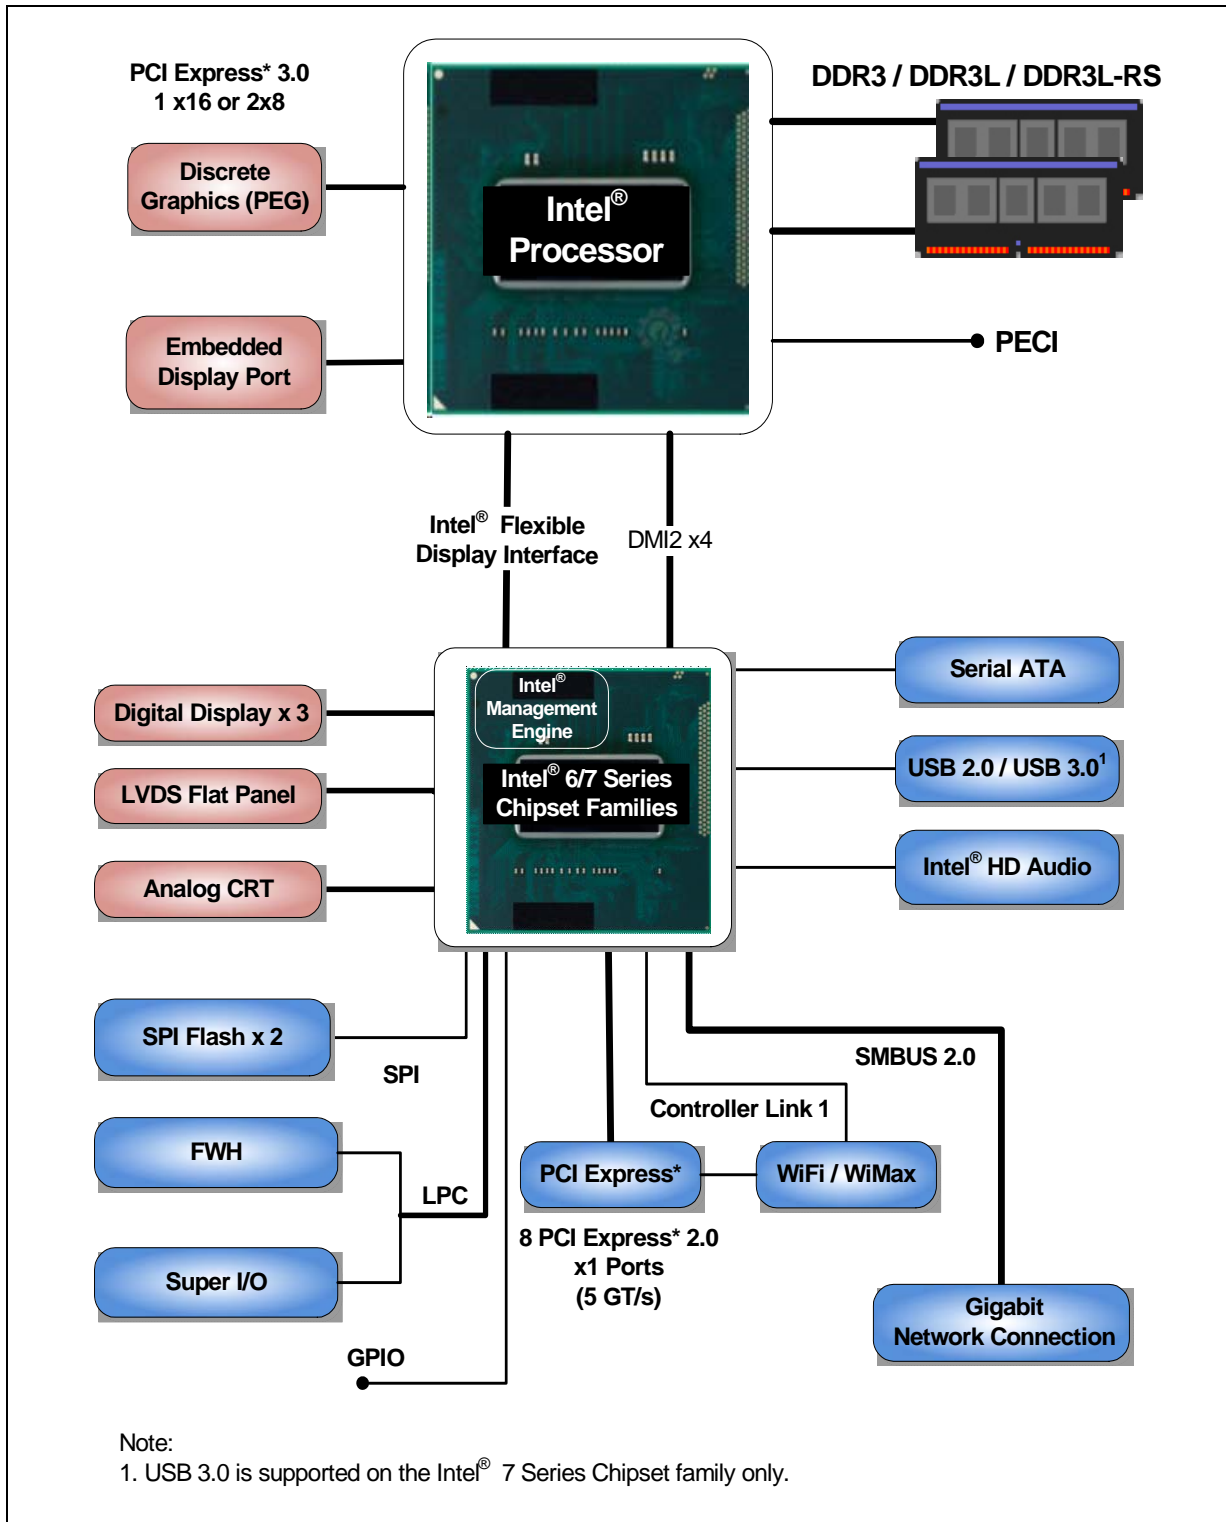 PCI Express* 3.0
1 x16 or 2x8
DDR3 / DDR3L / DDR3L-RS
Discrete
Graphics (PEG)
Intel®
Processor
Embedded
Display Port
PECI
Intel® Flexible
Display Interface
DMI2 x4
Intel®
Management
Engine
Intel® 6/7 Series
Chipset Families
Digital Display x 3
LVDS Flat Panel
Analog CRT
Serial ATA
USB 2.0 / USB 3.0¹
Intel® HD Audio
SPI Flash x 2
SPI
FWH
LPC
Super I/O
GPIO
SMBUS 2.0
Controller Link 1
PCI Express*
WiFi / WiMax
8 PCI Express* 2.0
x1 Ports
(5 GT/s)
Gigabit
Network Connection
Note:
1. USB 3.0 is supported on the Intel® 7 Series Chipset family only.